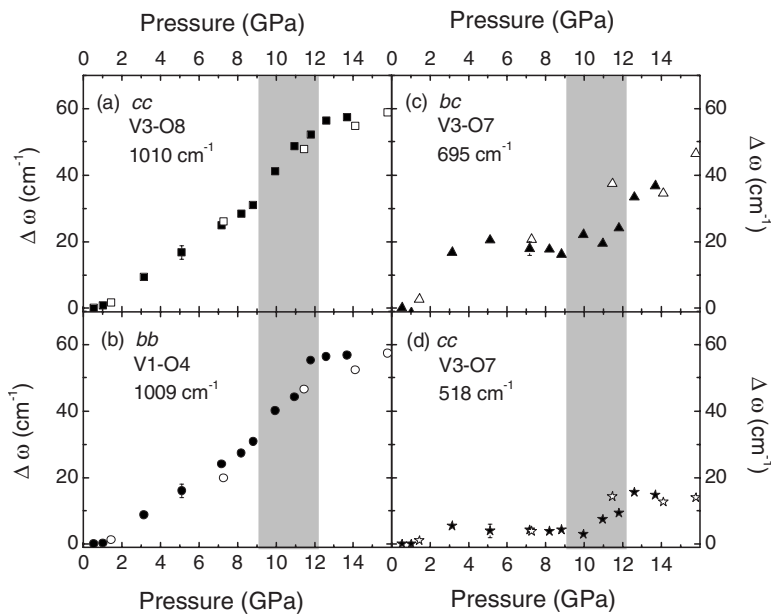 Pressure (GPa) Pressure (GPa)
0 2 4 6 8 10 12 14 0 2 4 6 8 10 12 14
(a) cc
V3-O8
1010 cm⁻¹
60
40
20
0
Δ ω (cm⁻¹)
(c) bc
V3-O7
695 cm⁻¹
60
40
20
0
Δ ω (cm⁻¹)
(b) bb
V1-O4
1009 cm⁻¹
60
40
20
0
Δ ω (cm⁻¹)
(d) cc
V3-O7
518 cm⁻¹
60
40
20
0
Δ ω (cm⁻¹)
0 2 4 6 8 10 12 14 0 2 4 6 8 10 12 14
Pressure (GPa) Pressure (GPa)